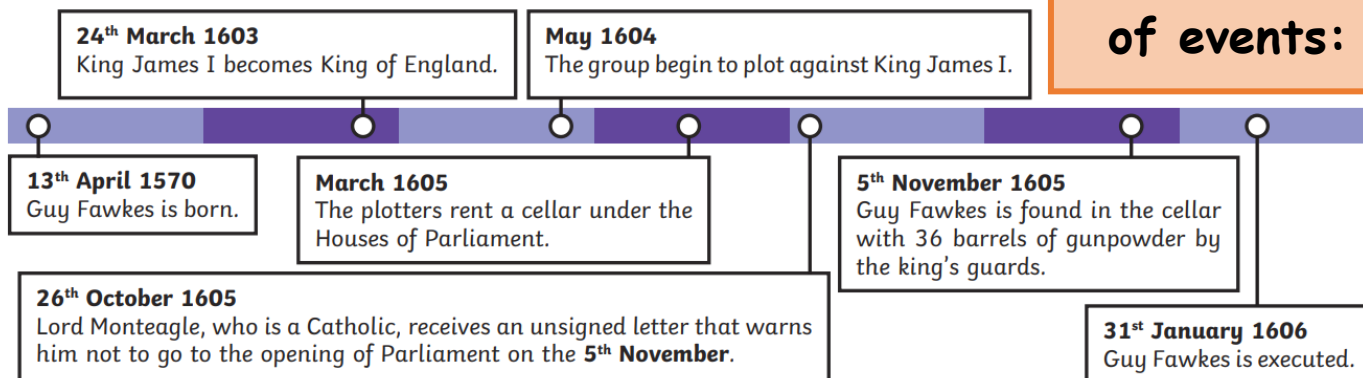 of events:
24th March 1603
King James I becomes King of England.
May 1604
The group begin to plot against King James I.
13th April 1570
Guy Fawkes is born.
March 1605
The plotters rent a cellar under the
Houses of Parliament.
5th November 1605
Guy Fawkes is found in the cellar
with 36 barrels of gunpowder by
the king's guards.
26th October 1605
Lord Monteagle, who is a Catholic, receives an unsigned letter that warns
him not to go to the opening of Parliament on the 5th November.
31st January 1606
Guy Fawkes is executed.